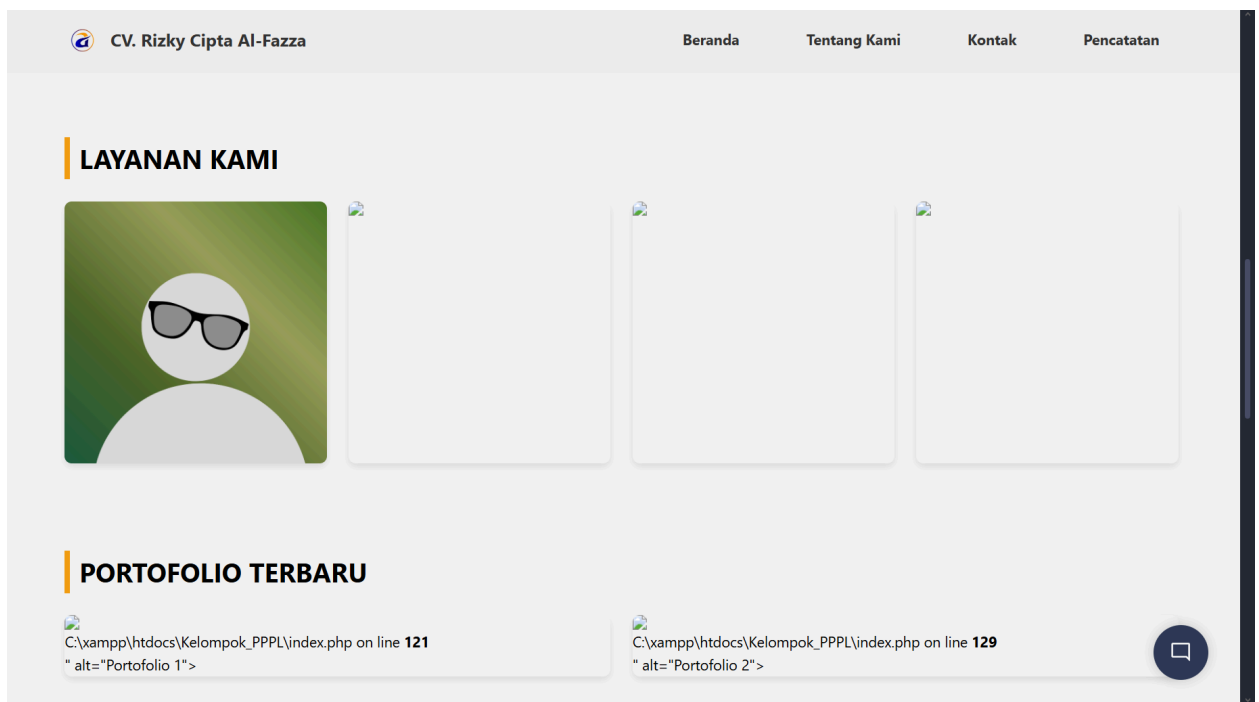 CV. Rizky Cipta Al-Fazza
Beranda
Tentang Kami
Kontak
Pencatatan
LAYANAN KAMI
PORTOFOLIO TERBARU
C:\xampp\htdocs\Kelompok_PPPL\index.php on line 121
" alt="Portofolio 1">
C:\xampp\htdocs\Kelompok_PPPL\index.php on line 129
" alt="Portofolio 2">